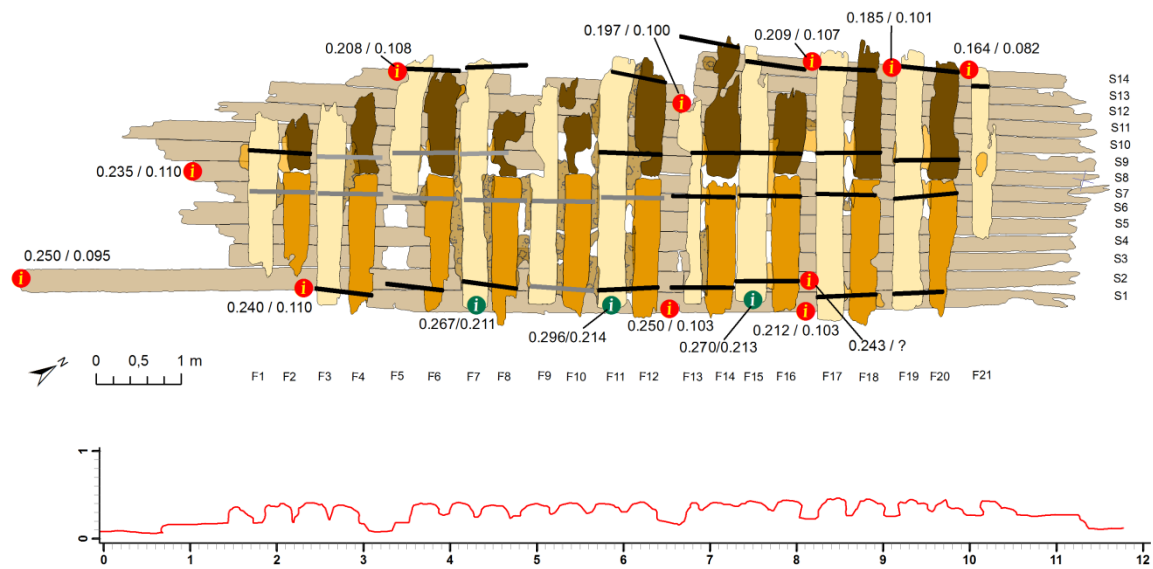 0.185 / 0.101
0.197 / 0.100
0.209 / 0.107
0.208 / 0.108
0.164 / 0.082
i
i
i
i
i
i
S14
S13
S12
S11
S10
S9
S8
S7
S6
S5
S4
S3
S2
S1
0.235 / 0.110
i
0.250 / 0.095
i
i
i
i
i
i
i
i
0.240 / 0.110
0.267/0.211
0.296/0.214
0.250 / 0.103
0.270/0.213
0.212 / 0.103
0.243 / ?
N
0 0,5 1 m
F1 F2 F3 F4 F5 F6 F7 F8 F9 F10 F11 F12 F13 F14 F15 F16 F17 F18 F19 F20 F21
1
0
0 1 2 3 4 5 6 7 8 9 10 11 12